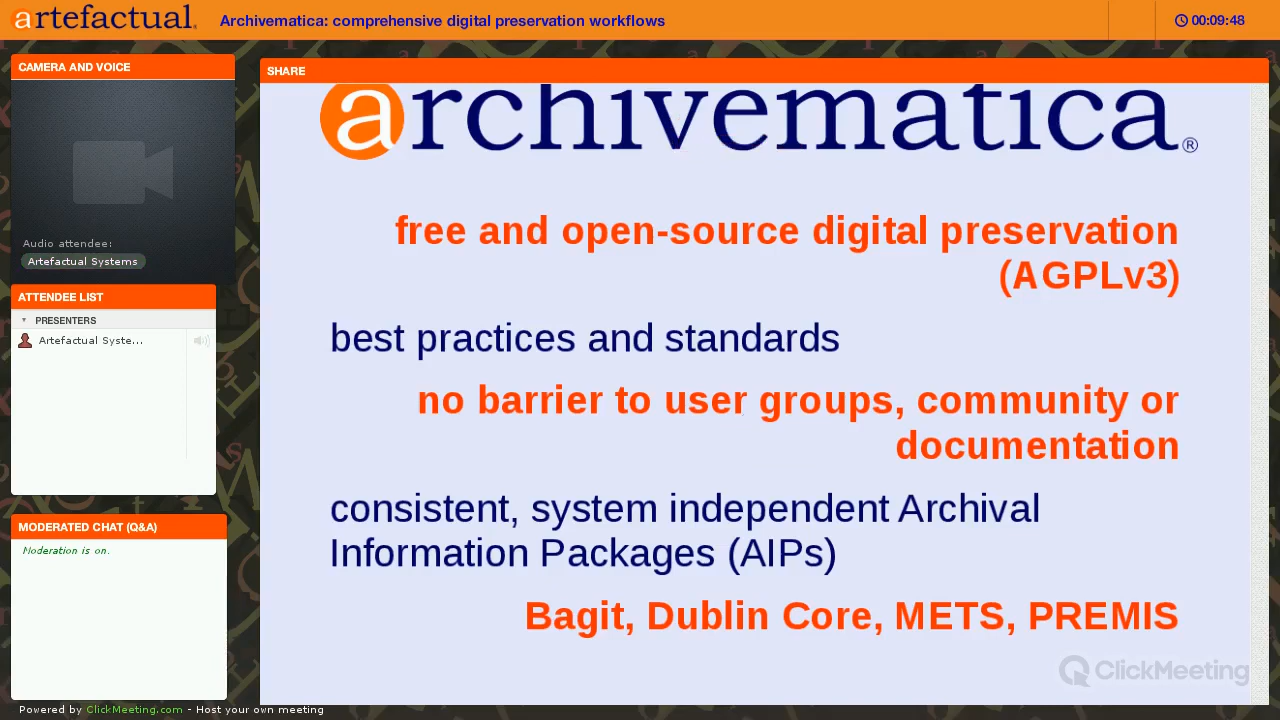 artefactual
Archivematica: comprehensive digital preservation workflows
00:09:48
CAMERA AND VOICE
Audio attendee:
Artefactual Systems
ATTENDEE LIST
PRESENTERS
Artefactual Syste...
MODERATED CHAT (Q&A)
Moderation is on.
SHARE
archivematica®
free and open-source digital preservation
(AGPLv3)
best practices and standards
no barrier to user groups, community or
documentation
consistent, system independent Archival
Information Packages (AIPs)
Bagit, Dublin Core, METS, PREMIS
ClickMeeting
Powered by ClickMeeting.com - Host your own meeting